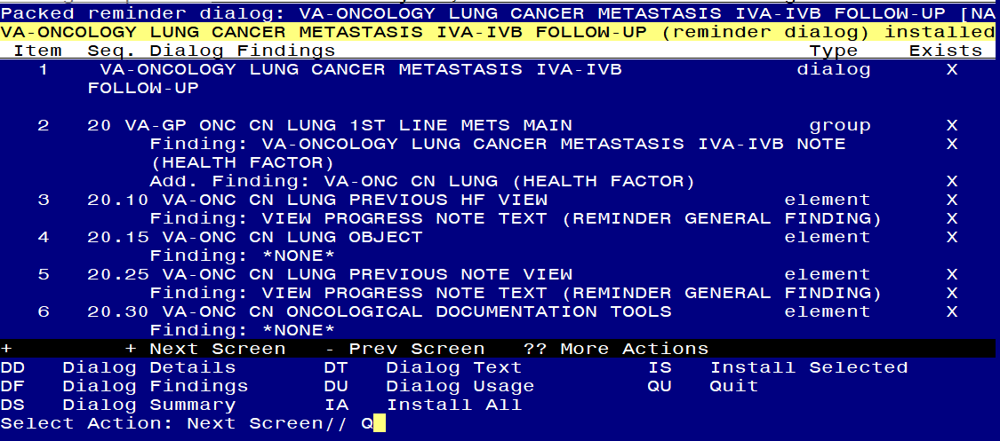 Packed reminder dialog: VA-ONCOLOGY LUNG CANCER METASTASIS IVA-IVB FOLLOW-UP [NA
VA-ONCOLOGY LUNG CANCER METASTASIS IVA-IVB FOLLOW-UP (reminder dialog) installed
Item  Seq. Dialog Findings  Type  Exists
1  VA-ONCOLOGY LUNG CANCER METASTASIS IVA-IVB  dialog  X
FOLLOW-UP
2  20 VA-GP ONC CN LUNG 1ST LINE METS MAIN  group  X
Finding: VA-ONCOLOGY LUNG CANCER METASTASIS IVA-IVB NOTE  X
(HEALTH FACTOR)
Add. Finding: VA-ONC CN LUNG (HEALTH FACTOR)  X
3  20.10 VA-ONC CN LUNG PREVIOUS HF VIEW  element  X
Finding: VIEW PROGRESS NOTE TEXT (REMINDER GENERAL FINDING)  X
4  20.15 VA-ONC CN LUNG OBJECT  element  X
Finding: *NONE*
5  20.25 VA-ONC CN LUNG PREVIOUS NOTE VIEW  element  X
Finding: VIEW PROGRESS NOTE TEXT (REMINDER GENERAL FINDING)  X
6  20.30 VA-ONC CN ONCOLOGICAL DOCUMENTATION TOOLS  element  X
Finding: *NONE*
+  + Next Screen  - Prev Screen  ?? More Actions
DD  Dialog Details  DT  Dialog Text  IS  Install Selected
DF  Dialog Findings  DU  Dialog Usage  QU  Quit
DS  Dialog Summary  IA  Install All
Select Action: Next Screen// Q